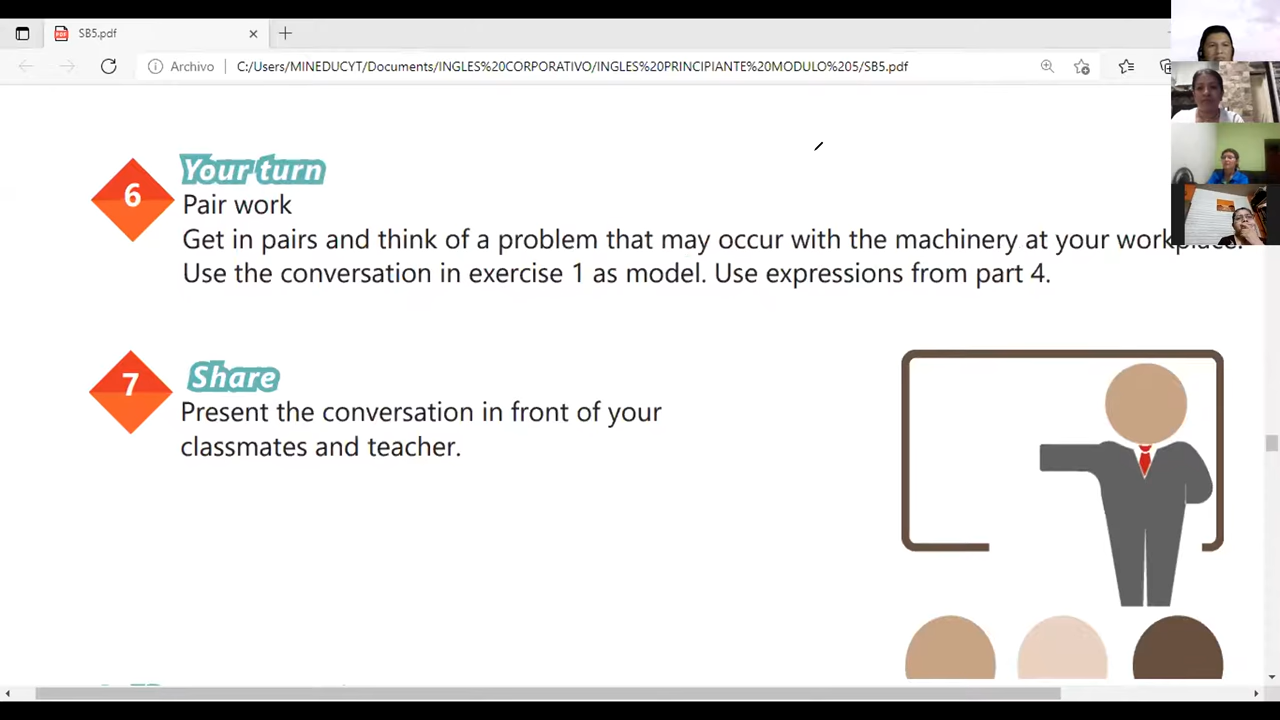 SB5.pdf
Archivo
C:/Users/MINEDUCYT/Documents/INGLES%20CORPORATIVO/INGLES%20PRINCIPIANTE%20MODULO%205/SB5.pdf
6
Your turn
Pair work
Get in pairs and think of a problem that may occur with the machinery at your workplace.
Use the conversation in exercise 1 as model. Use expressions from part 4.
7
Share
Present the conversation in front of your
classmates and teacher.